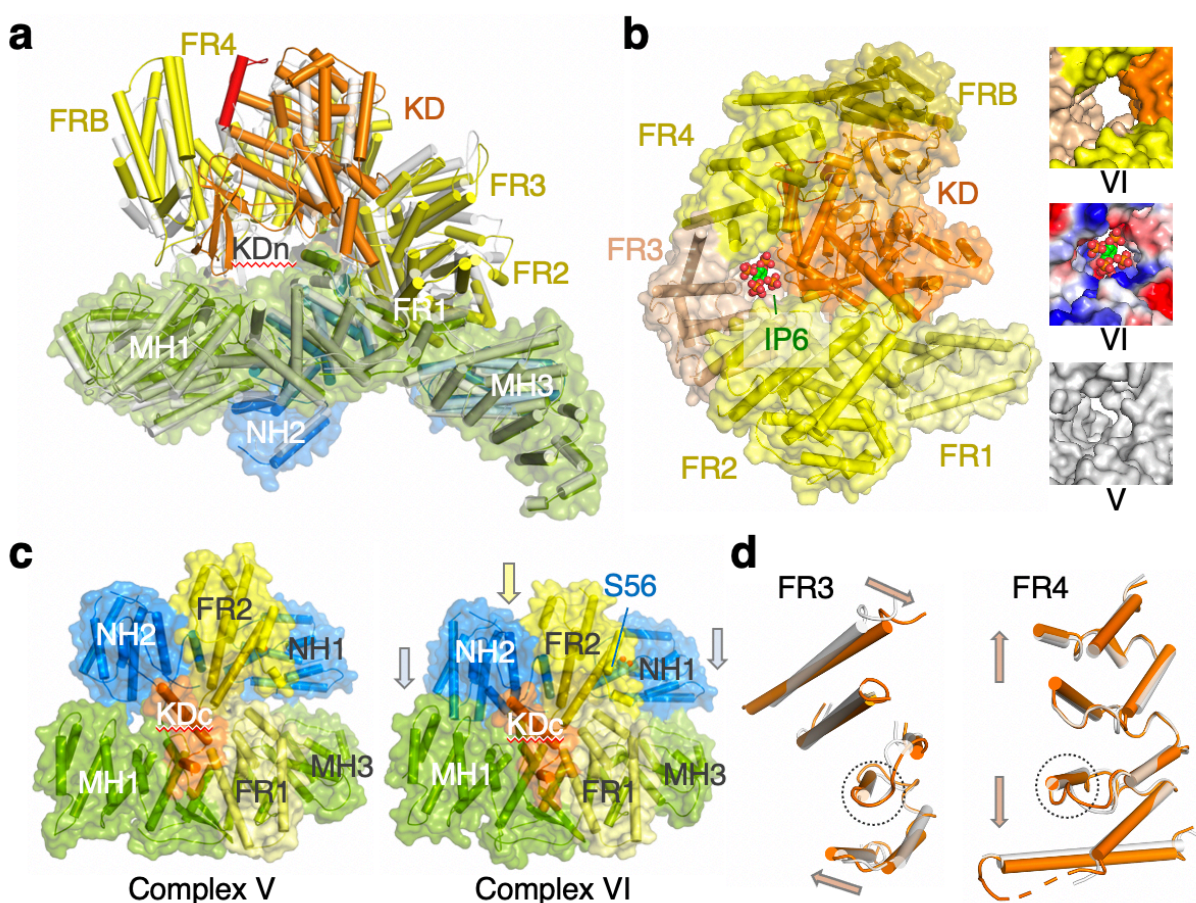 a
FR4
FRB
KD
FR3
KDn
FR2
FR1
MH1
MH3
NH2
b
FRB
FR4
KD
FR3
IP6
FR2
FR1
VI
VI
V
c
S56
FR2
NH2
NH1
KDc
MH1
MH3
FR1
Complex V
FR2
NH2
NH1
KDc
MH1
MH3
FR1
Complex VI
d
FR3
FR4